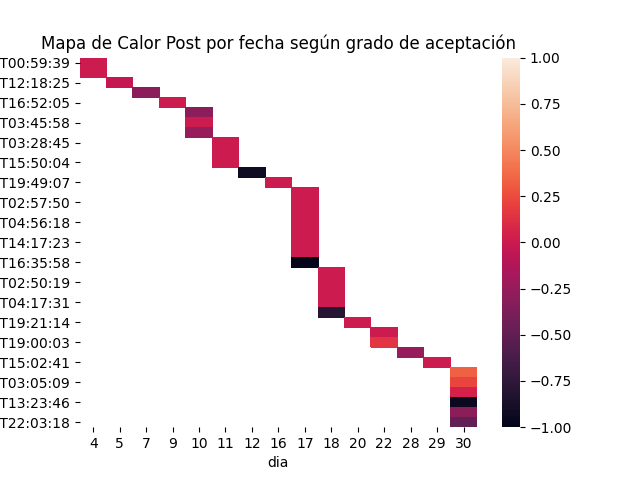 Mapa de Calor Post por fecha según grado de aceptación
T00:59:39
T12:18:25
T16:52:05
T03:45:58
T03:28:45
T15:50:04
T19:49:07
T02:57:50
T04:56:18
T14:17:23
T16:35:58
T02:50:19
T04:17:31
T19:21:14
T19:00:03
T15:02:41
T03:05:09
T13:23:46
T22:03:18
4 5 7 9 10 11 12 16 17 18 20 22 28 29 30
dia
1.00
0.75
0.50
0.25
0.00
−0.25
−0.50
−0.75
−1.00